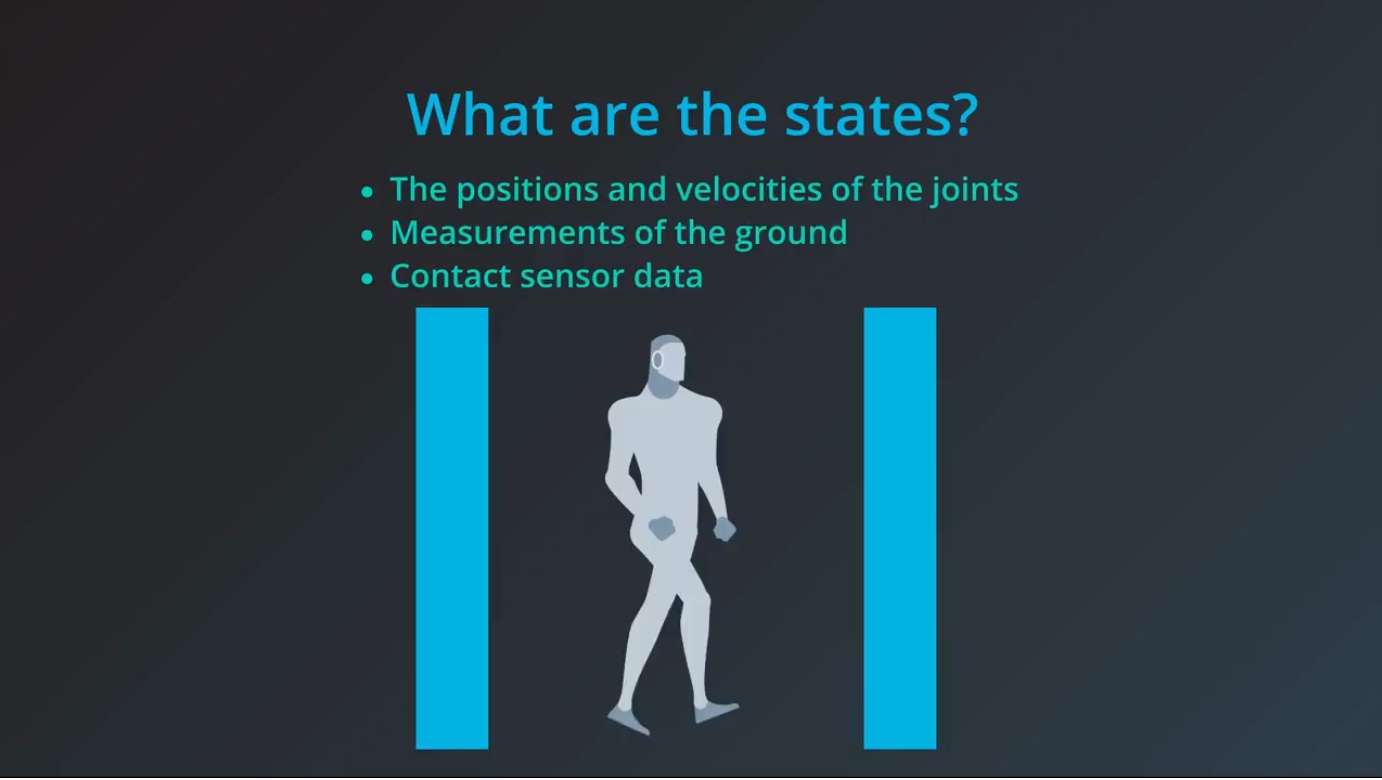 What are the states?
• The positions and velocities of the joints
• Measurements of the ground
• Contact sensor data